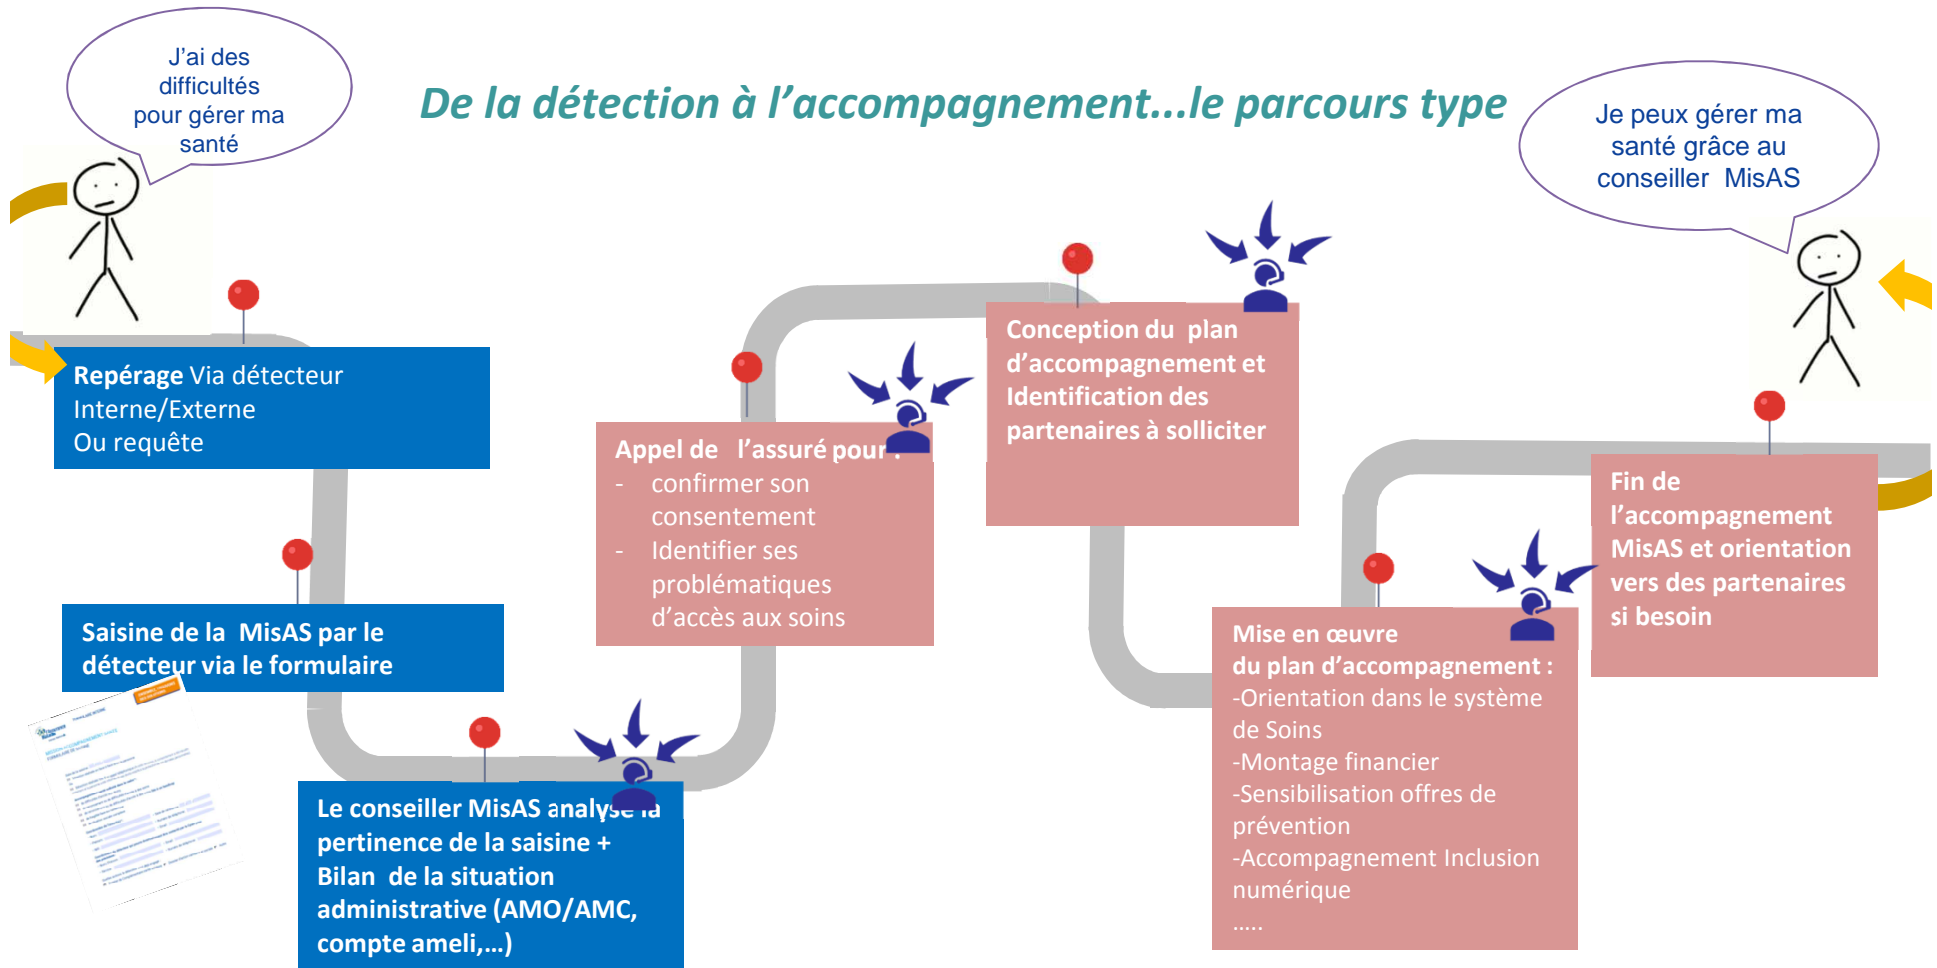 J'ai des
difficultés
pour gérer ma
santé
De la détection à l'accompagnement...le parcours type
Je peux gérer ma
santé grâce au
conseiller MisAS
Repérage Via détecteur
Interne/Externe
Ou requête
Saisine de la MisAS par le
détecteur via le formulaire
Le conseiller MisAS analyse la
pertinence de la saisine +
Bilan de la situation
administrative (AMO/AMC,
compte ameli,…)
Appel de l'assuré pour :
- confirmer son
consentement
- Identifier ses
problématiques
d'accès aux soins
Conception du plan
d'accompagnement et
Identification des
partenaires à solliciter
Mise en œuvre
du plan d'accompagnement :
-Orientation dans le système
de Soins
-Montage financier
-Sensibilisation offres de
prévention
-Accompagnement Inclusion
numérique
…..
Fin de
l'accompagnement
MisAS et orientation
vers des partenaires
si besoin